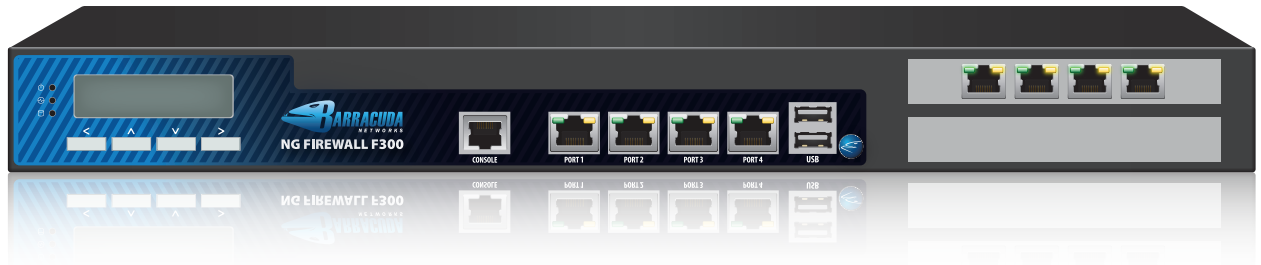 < ʌ v >
BARRACUDA
NETWORKS
NG FIREWALL F300
CONSOLE
PORT 1
PORT 2
PORT 3
PORT 4
USB